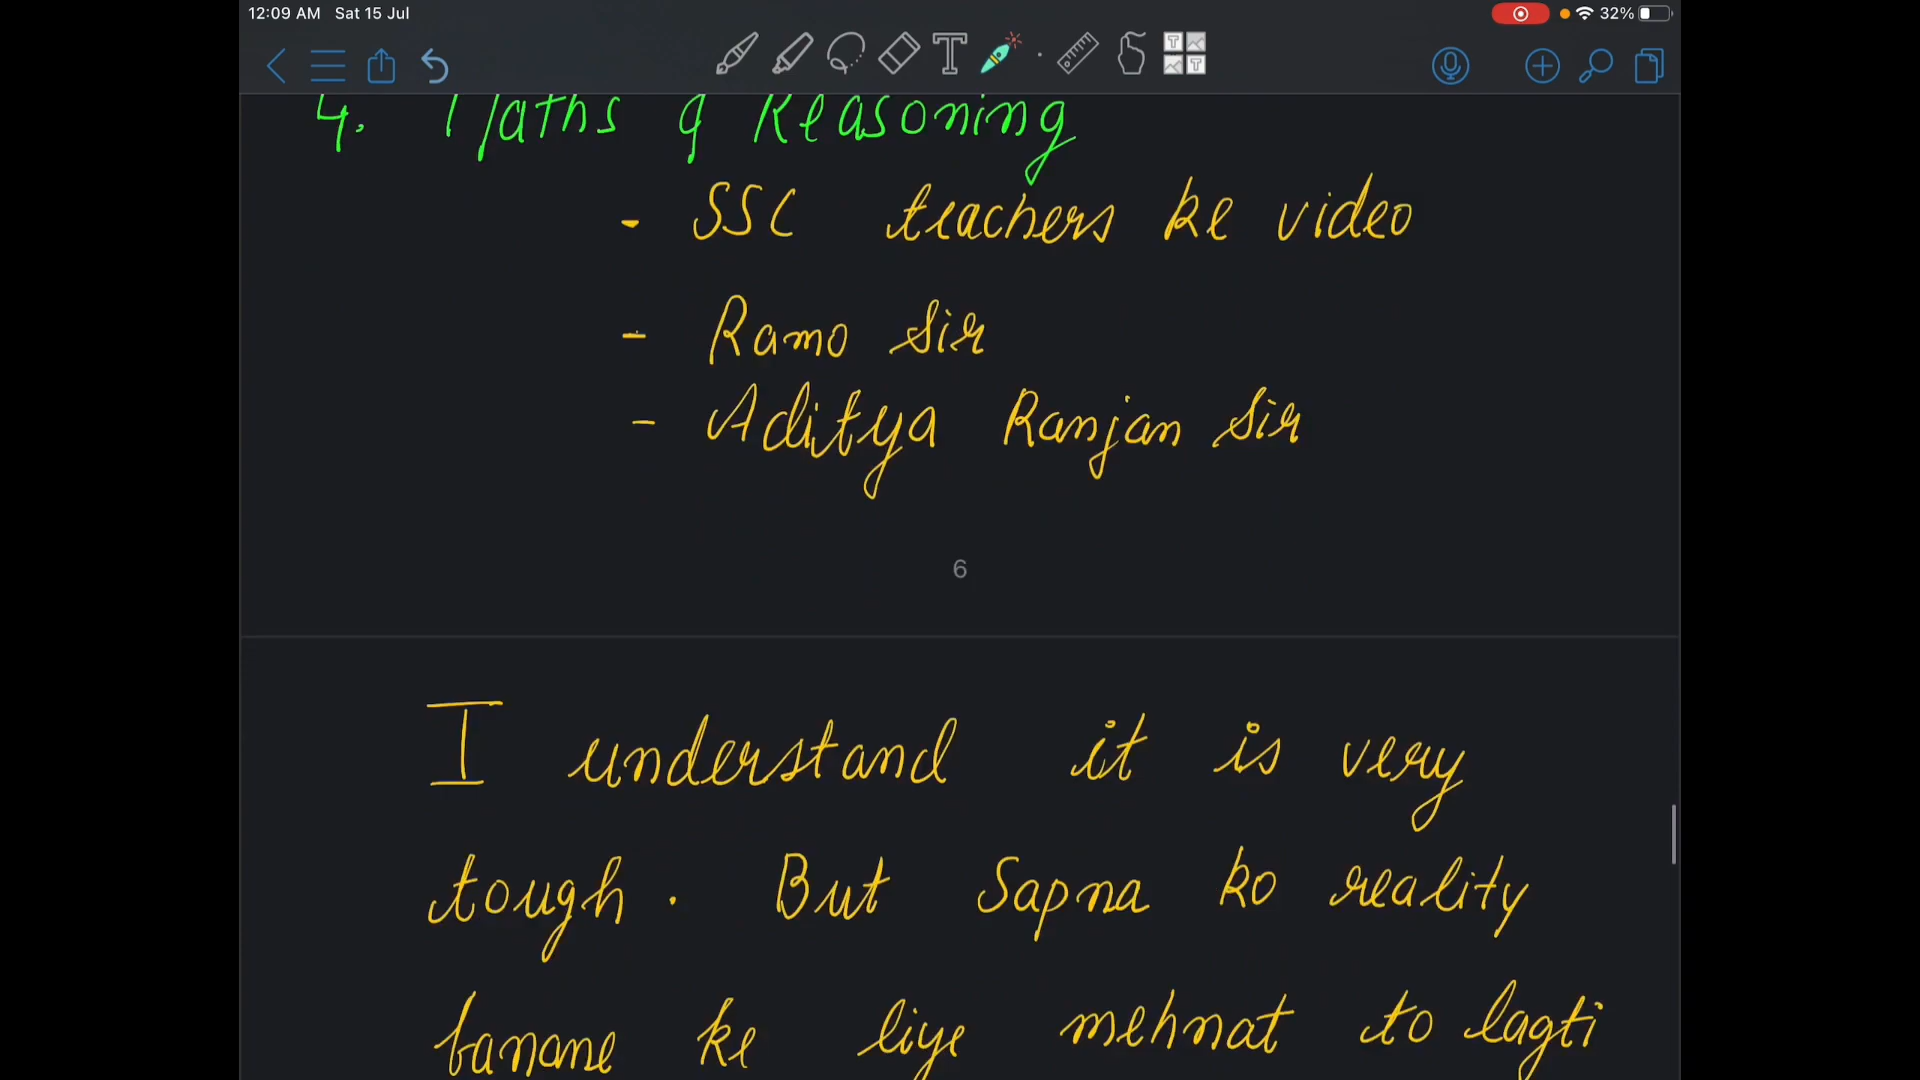 12:09 AM Sat 15 Jul 32%
4. Maths & Reasoning
- SSC teachers ke video
- Ramo Sir
- Aditya Ranjan Sir
6
I understand it is very
tough. But Sapna ko reality
banane ke liye mehnat to lagti